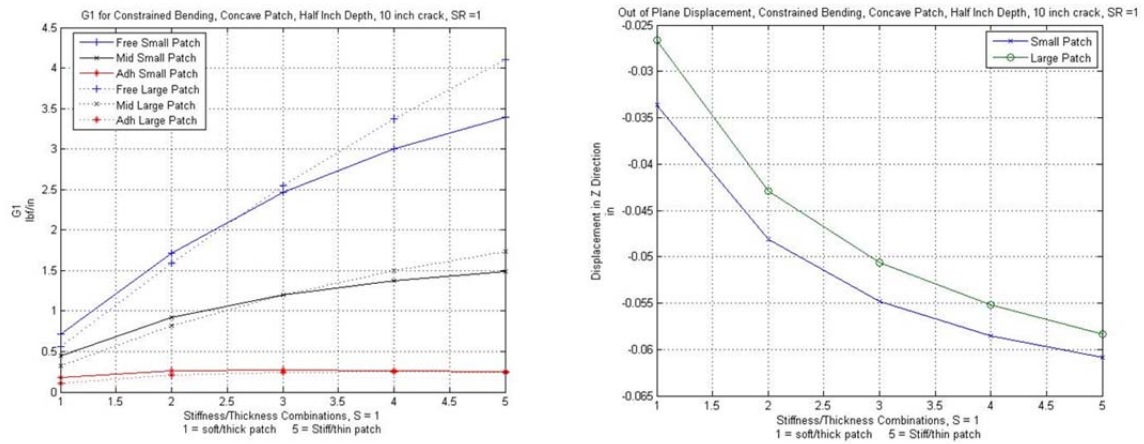 G1 for Constrained Bending, Concave Patch, Half Inch Depth, 10 inch crack, SR =1
4.5
4
3.5
3
2.5
2
1.5
1
0.5
0
G1
lbf/in
Free Small Patch
Mid Small Patch
Adh Small Patch
Free Large Patch
Mid Large Patch
Adh Large Patch
1 1.5 2 2.5 3 3.5 4 4.5 5
Stiffness/Thickness Combinations, S = 1
1 = soft/thick patch 5 = Stiff/thin patch
Out of Plane Displacement, Constrained Bending, Concave Patch, Half Inch Depth, 10 inch crack, SR =1
-0.025
-0.03
-0.035
-0.04
-0.045
-0.05
-0.055
-0.06
-0.065
Displacement in Z Direction
in
Small Patch
Large Patch
1 1.5 2 2.5 3 3.5 4 4.5 5
Stiffness/Thickness Combinations, S = 1
1 = soft/thick patch 5 = Stiff/thin patch